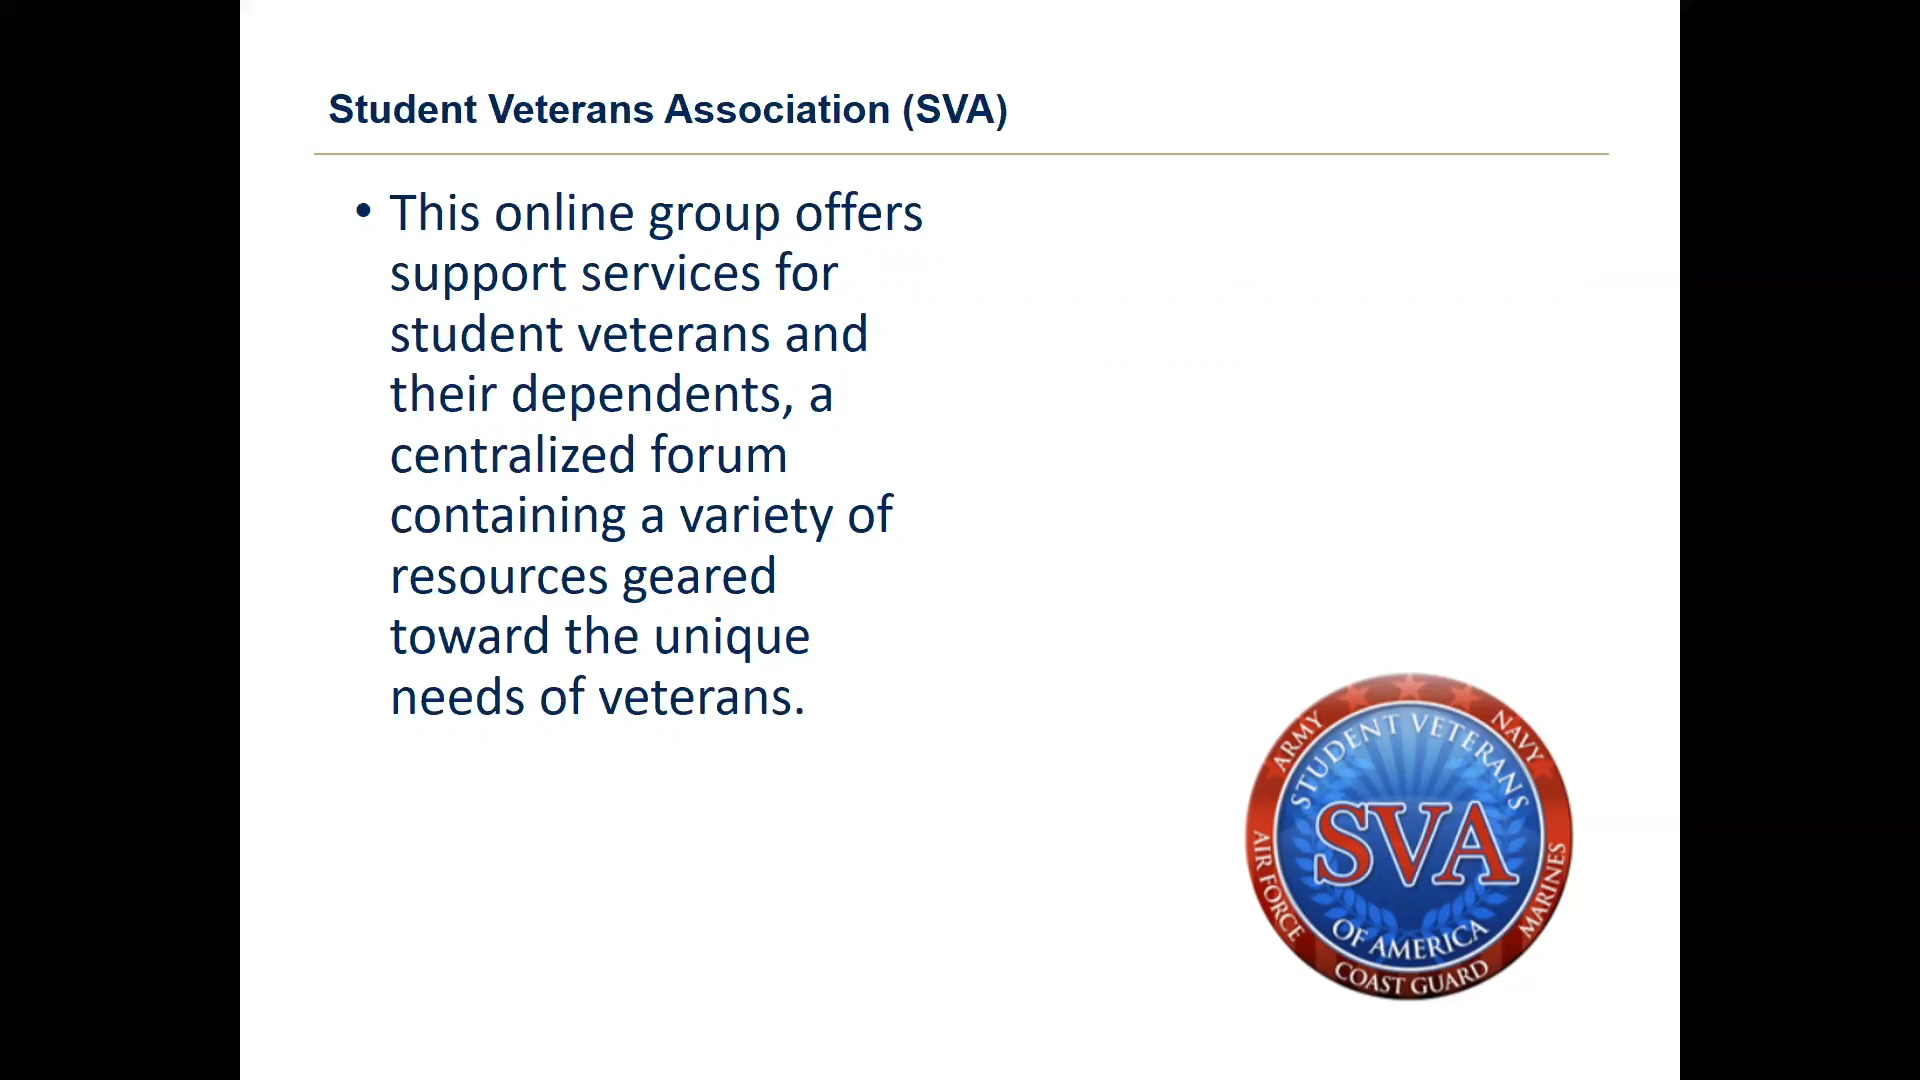 Student Veterans Association (SVA)
• This online group offers
support services for
student veterans and
their dependents, a
centralized forum
containing a variety of
resources geared
toward the unique
needs of veterans.
ARMY
NAVY
STUDENT VETERANS
SVA
AIR FORCE
MARINES
OF AMERICA
COAST GUARD